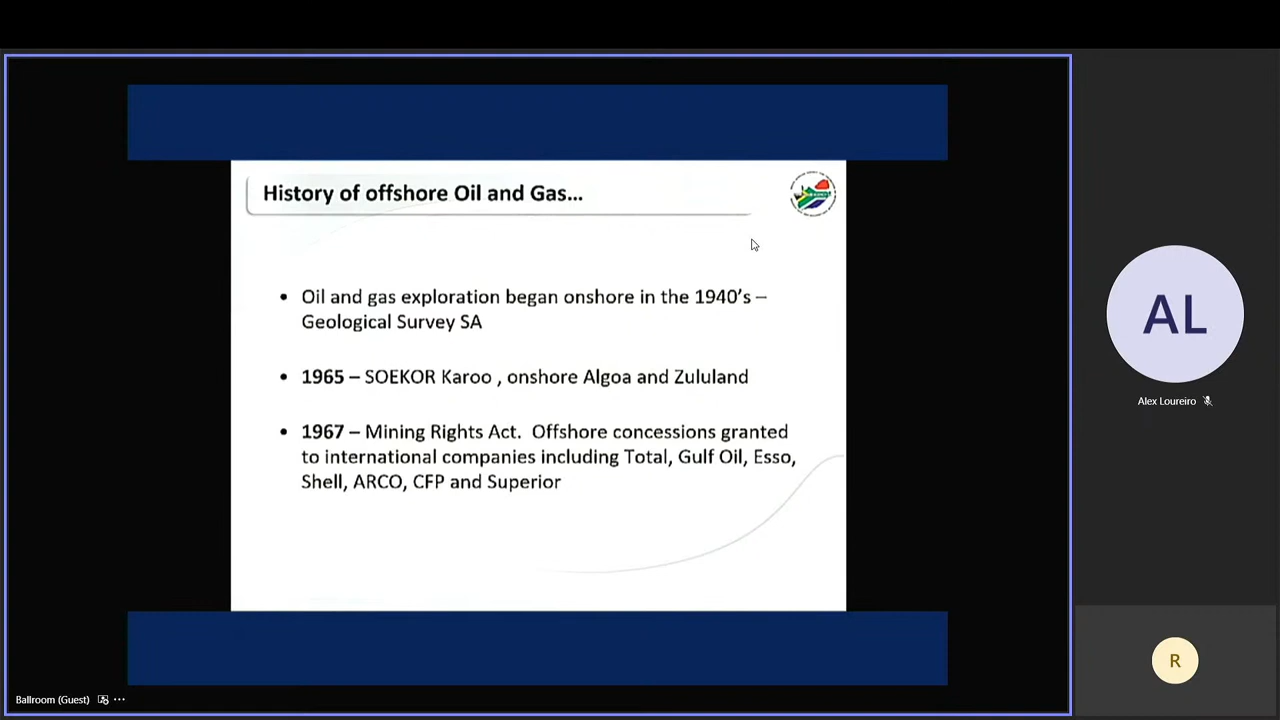 History of offshore Oil and Gas...
• Oil and gas exploration began onshore in the 1940's –
Geological Survey SA
• 1965 – SOEKOR Karoo , onshore Algoa and Zululand
• 1967 – Mining Rights Act. Offshore concessions granted
to international companies including Total, Gulf Oil, Esso,
Shell, ARCO, CFP and Superior
AL
Alex Loureiro
R
Ballroom (Guest)